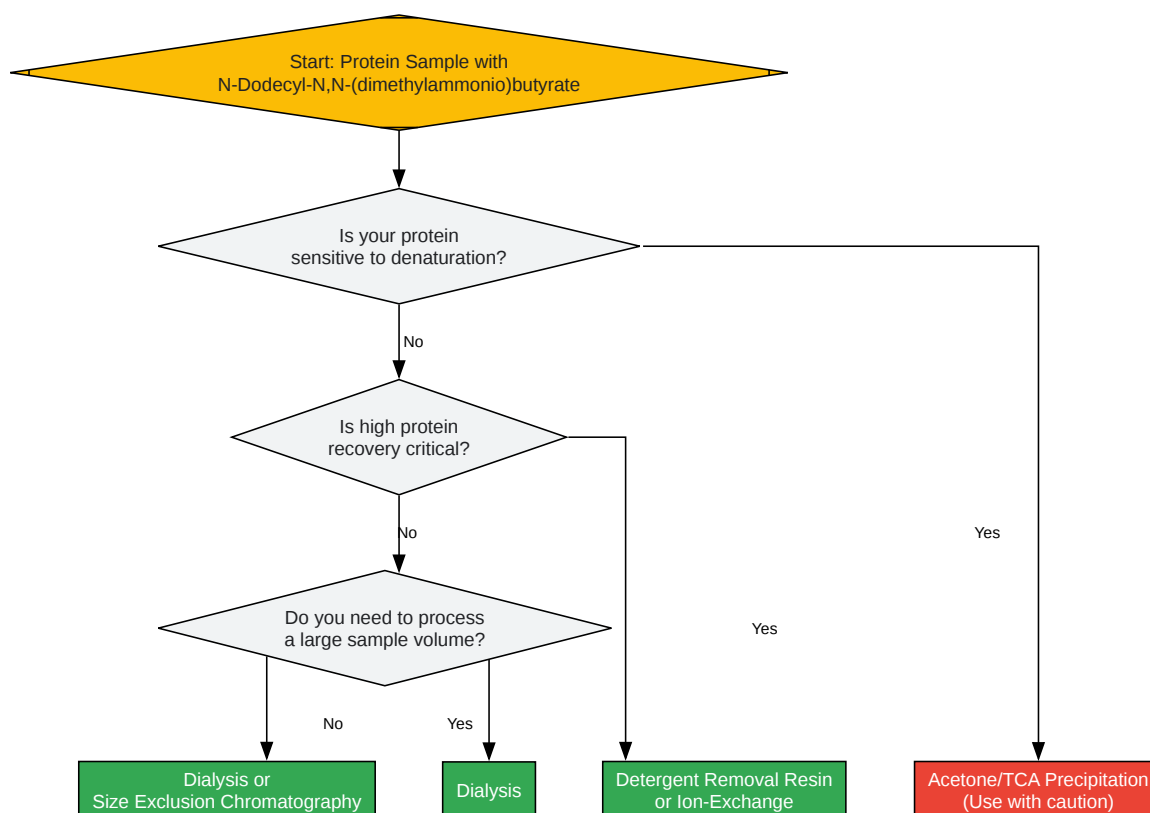 Start: Protein Sample with
N-Dodecyl-N,N-(dimethylammonio)butyrate
Is your protein
sensitive to denaturation?
No
Is high protein
recovery critical?
No
Yes
Do you need to process
a large sample volume?
Yes
No
Yes
Dialysis or
Size Exclusion Chromatography
Dialysis
Detergent Removal Resin
or Ion-Exchange
Acetone/TCA Precipitation
(Use with caution)